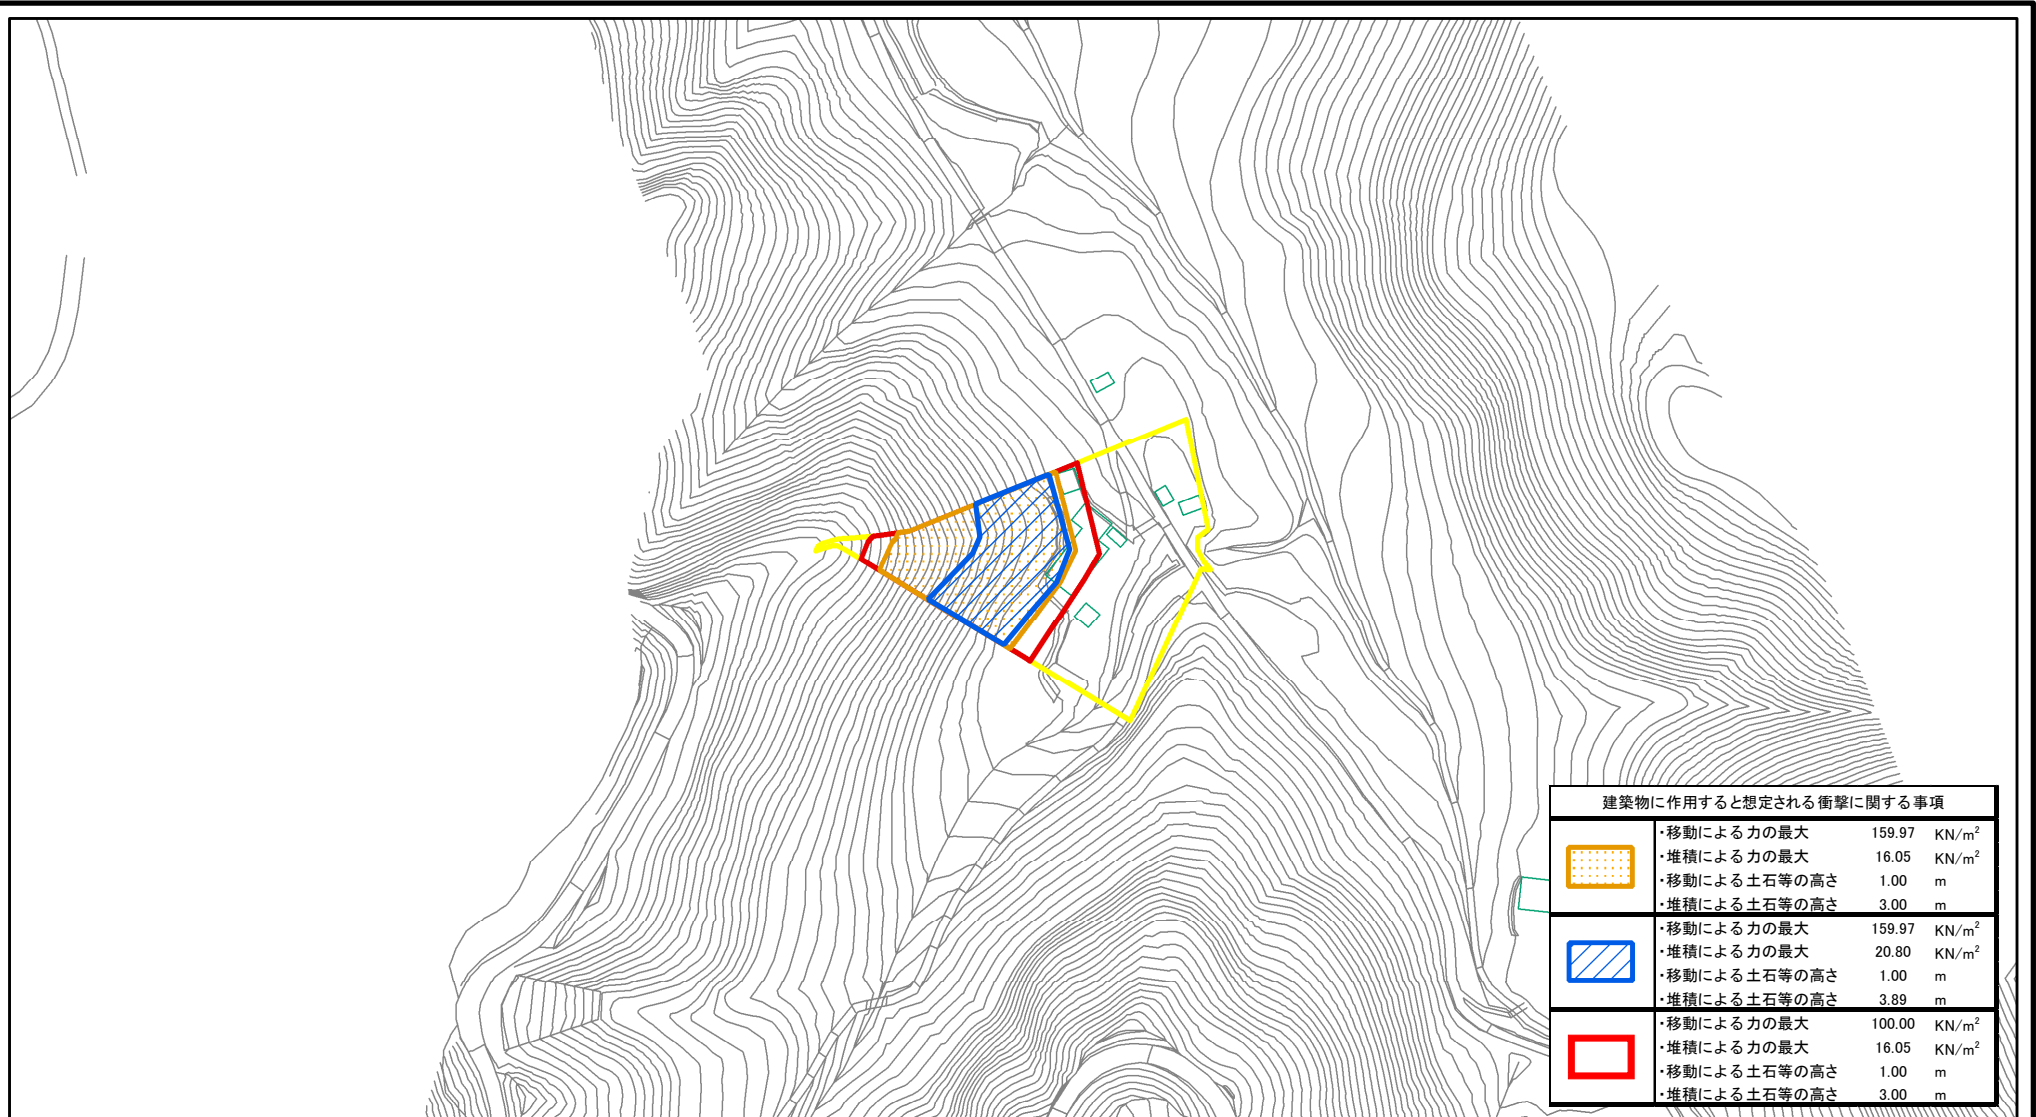 建築物に作用すると想定される衝撃に関する事項
・移動による力の最大 159.97 KN/m²
・堆積による力の最大 16.05 KN/m²
・移動による土石等の高さ 1.00 m
・堆積による土石等の高さ 3.00 m
・移動による力の最大 159.97 KN/m²
・堆積による力の最大 20.80 KN/m²
・移動による土石等の高さ 1.00 m
・堆積による土石等の高さ 3.89 m
・移動による力の最大 100.00 KN/m²
・堆積による力の最大 16.05 KN/m²
・移動による土石等の高さ 1.00 m
・堆積による土石等の高さ 3.00 m